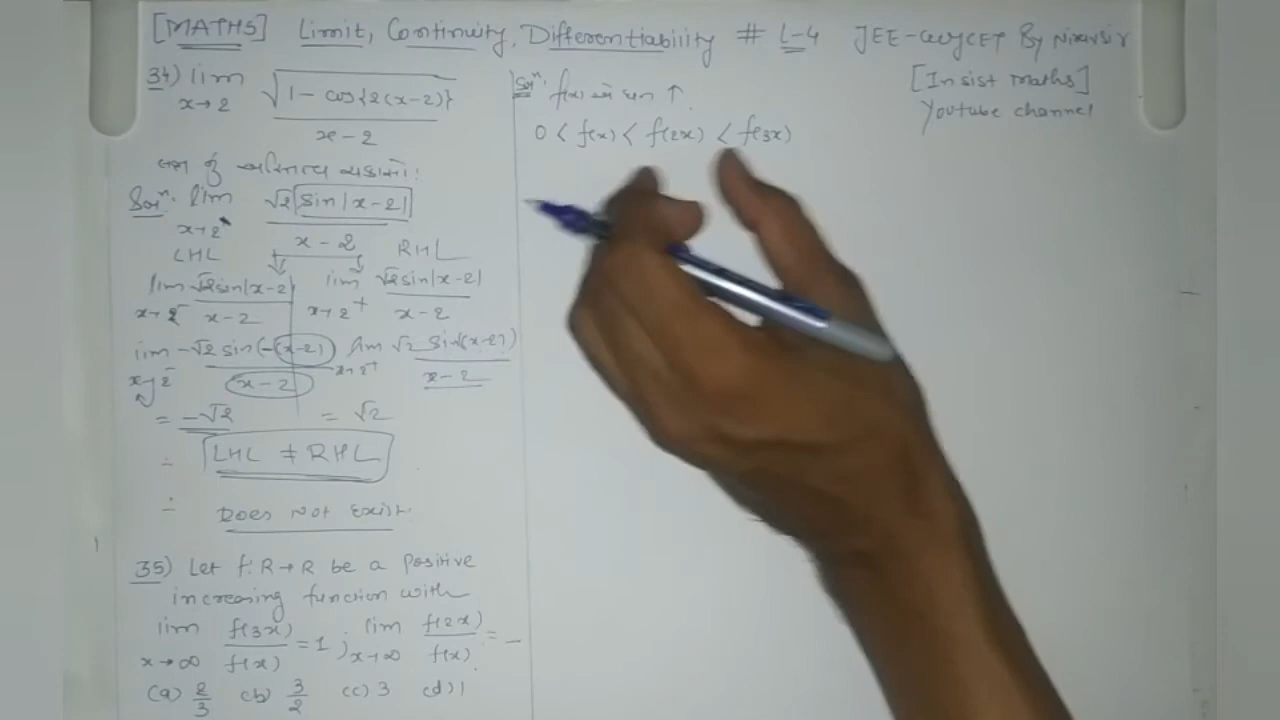 [MATHS] Limit, Continuity, Differentiability # L-4 JEE-GUJCET By Niravsir
[Insist Maths]
Youtube channel
34) lim x→2 √1-cos{2(x-2)} / x-2
નું અસ્તિત્વ ચકાસો.
Solⁿ. lim x→2 √2 sin|x-2| / x-2
LHL RHL
lim x→2⁻ √2 sin|x-2| / x-2 lim x→2⁺ √2 sin|x-2| / x-2
lim x→2⁻ -√2 sin(-(x-2)) / x-2 lim x→2⁺ √2 sin(x-2) / x-2
= -√2 = √2
∴ LHL ≠ RHL
∴ Does Not Exist.
35) Let f:R→R be a positive
increasing function with
lim x→∞ f(3x)/f(x) = 1 ; lim x→∞ f(2x)/f(x) = _
(a) 2/3 (b) 3/2 (c) 3 (d) 1
Solⁿ. f(x) ↑.
0 < f(x) < f(2x) < f(3x)